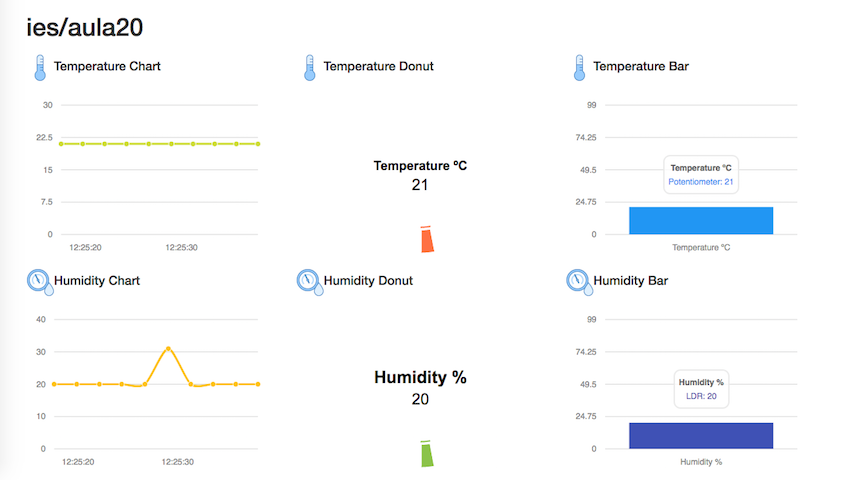 ies/aula20
Temperature Chart
Temperature Donut
Temperature Bar
30
22.5
15
7.5
0
12:25:20
12:25:30
Temperature ºC
21
99
74.25
49.5
24.75
0
Temperature ºC
Potentiometer: 21
Temperature ºC
Humidity Chart
Humidity Donut
Humidity Bar
40
30
20
10
0
12:25:20
12:25:30
Humidity %
20
99
74.25
49.5
24.75
0
Humidity %
LDR: 20
Humidity %